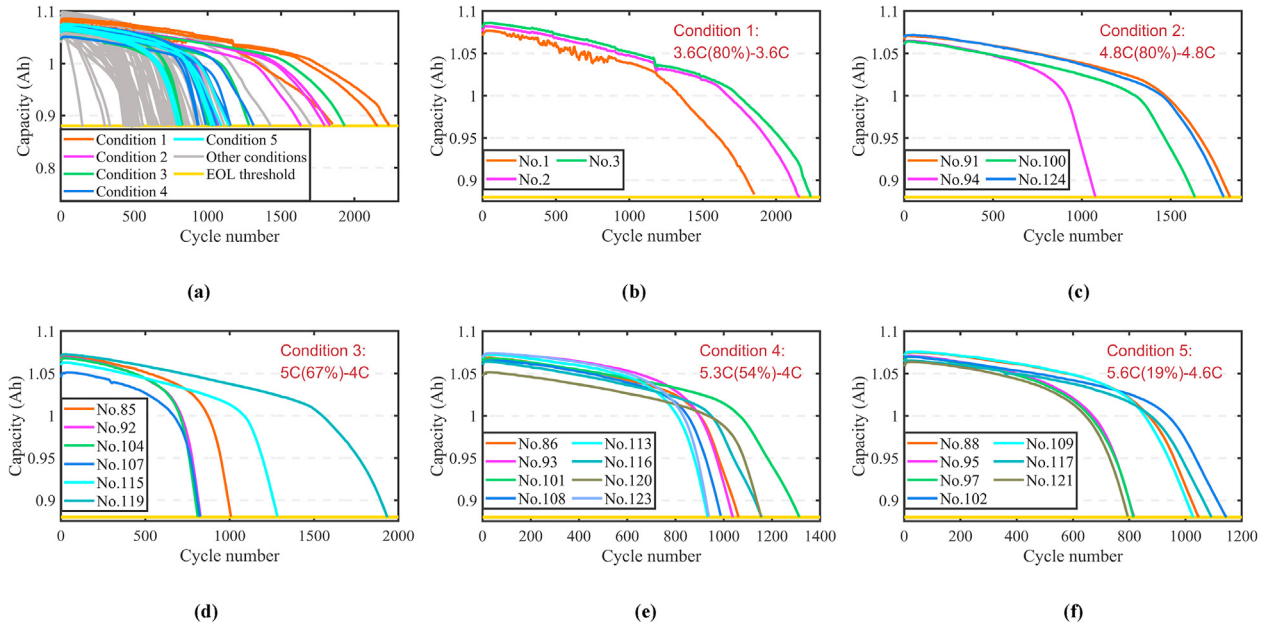 1.1
1
0.9
0.8
Capacity (Ah)
Condition 1
Condition 2
Condition 3
Condition 4
Condition 5
Other conditions
EOL threshold
0 500 1000 1500 2000
Cycle number
(a)
1.1
1.05
1
0.95
0.9
Capacity (Ah)
Condition 1:
3.6C(80%)-3.6C
No.1
No.2
No.3
0 500 1000 1500 2000
Cycle number
(b)
1.1
1.05
1
0.95
0.9
Capacity (Ah)
Condition 2:
4.8C(80%)-4.8C
No.91
No.94
No.100
No.124
0 500 1000 1500
Cycle number
(c)
1.1
1.05
1
0.95
0.9
Capacity (Ah)
Condition 3:
5C(67%)-4C
No.85
No.92
No.104
No.107
No.115
No.119
0 500 1000 1500 2000
Cycle number
(d)
1.1
1.05
1
0.95
0.9
Capacity (Ah)
Condition 4:
5.3C(54%)-4C
No.86
No.93
No.101
No.108
No.113
No.116
No.120
No.123
0 200 400 600 800 1000 1200 1400
Cycle number
(e)
1.1
1.05
1
0.95
0.9
Capacity (Ah)
Condition 5:
5.6C(19%)-4.6C
No.88
No.95
No.97
No.102
No.109
No.117
No.121
0 200 400 600 800 1000 1200
Cycle number
(f)